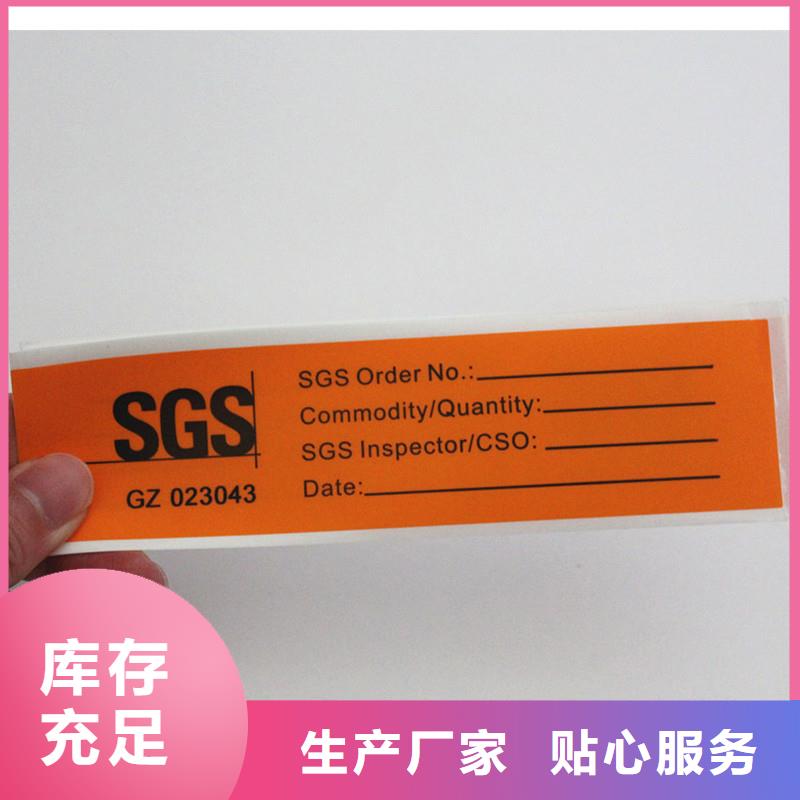 SGS
GZ 023043
SGS Order No.:
Commodity/Quantity:
SGS Inspector/CSO:
Date:
库存
充足
生产厂家 贴心服务